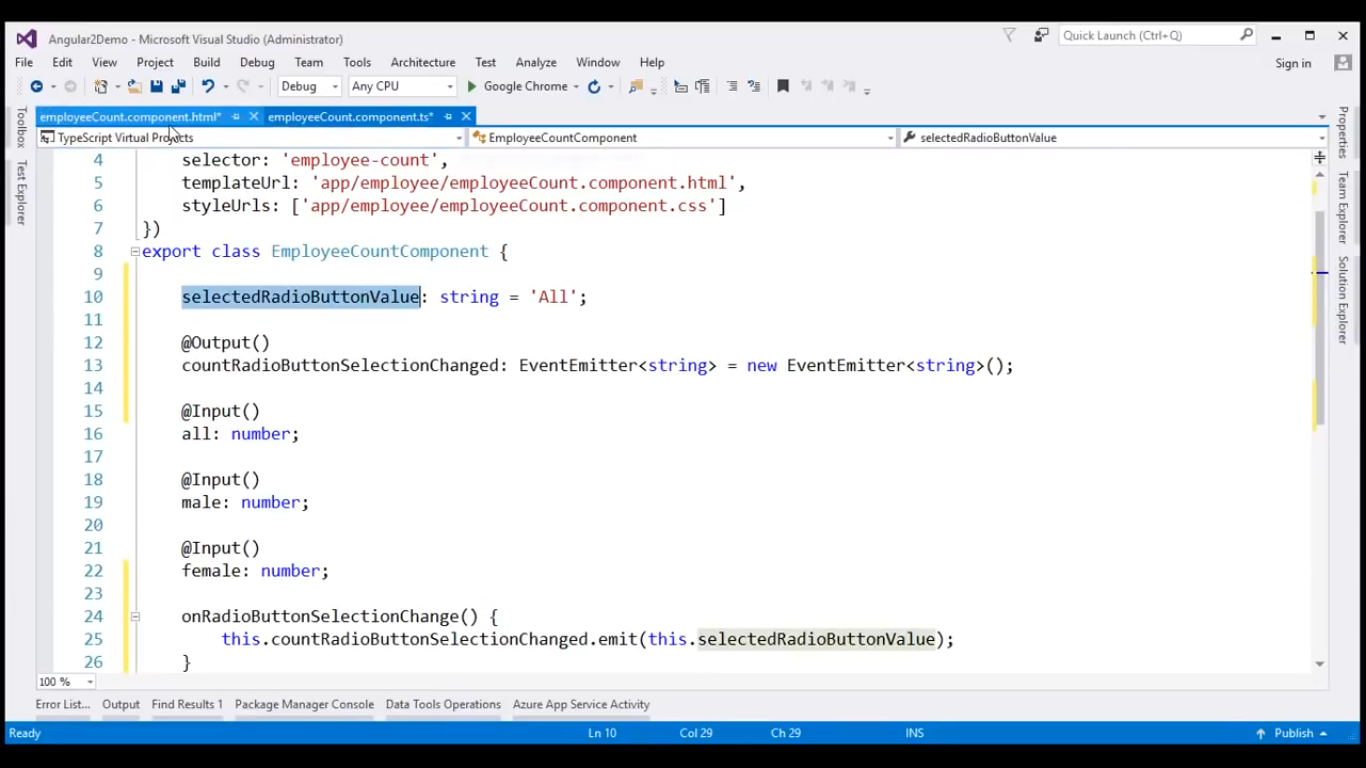 Angular2Demo - Microsoft Visual Studio (Administrator)
Quick Launch (Ctrl+Q)
File Edit View Project Build Debug Team Tools Architecture Test Analyze Window Help
Sign in
Debug Any CPU Google Chrome
employeeCount.component.html* employeeCount.component.ts*
TypeScript Virtual Projects EmployeeCountComponent selectedRadioButtonValue
Toolbox
Test Explorer
Properties
Team Explorer
Solution Explorer
4 selector: 'employee-count',
5 templateUrl: 'app/employee/employeeCount.component.html',
6 styleUrls: ['app/employee/employeeCount.component.css']
7 })
8 export class EmployeeCountComponent {
9
10 selectedRadioButtonValue: string = 'All';
11
12 @Output()
13 countRadioButtonSelectionChanged: EventEmitter<string> = new EventEmitter<string>();
14
15 @Input()
16 all: number;
17
18 @Input()
19 male: number;
20
21 @Input()
22 female: number;
23
24 onRadioButtonSelectionChange() {
25 this.countRadioButtonSelectionChanged.emit(this.selectedRadioButtonValue);
26 }
100 %
Error List... Output Find Results 1 Package Manager Console Data Tools Operations Azure App Service Activity
Ready Ln 10 Col 29 Ch 29 INS Publish